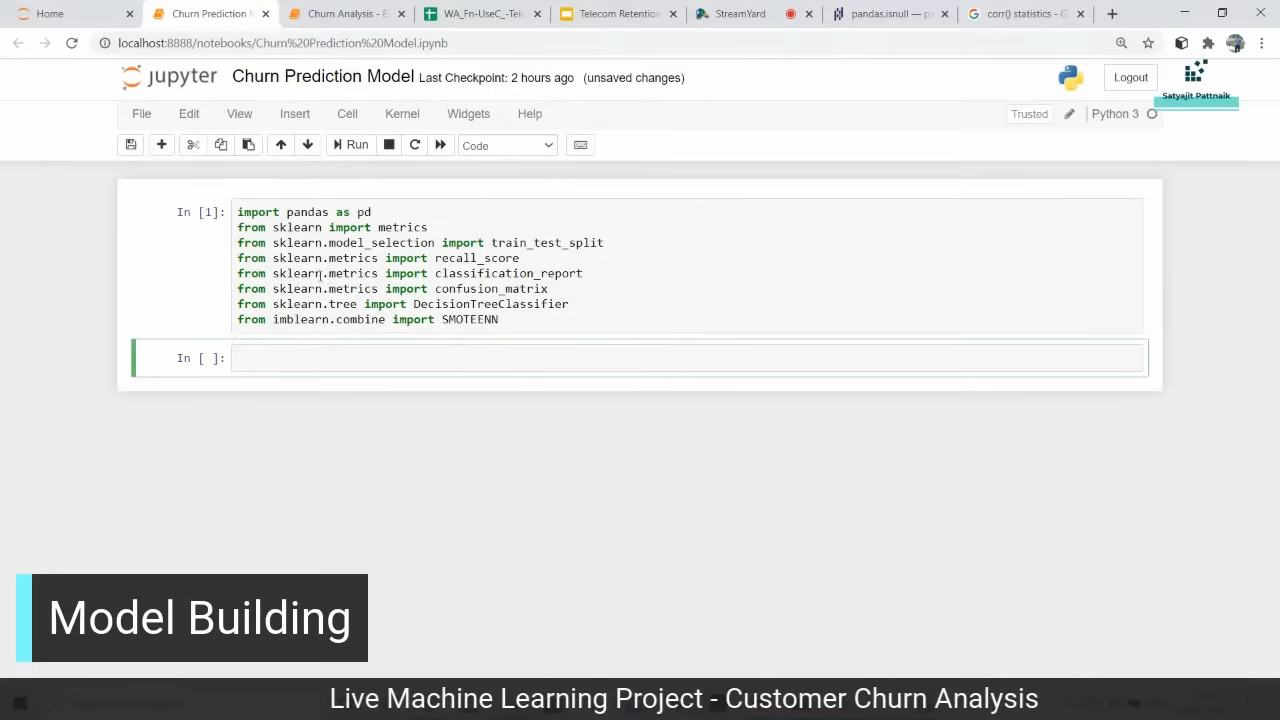 Home
Churn Prediction M
Churn Analysis - E
WA_Fn-UseC_-Tel
Telecom Retention
StreamYard
pandas.isnull — pa
corr() statistics - G
localhost:8888/notebooks/Churn%20Prediction%20Model.ipynb
jupyter Churn Prediction Model Last Checkpoint: 2 hours ago (unsaved changes)
Logout
Satyajit Pattnaik
File Edit View Insert Cell Kernel Widgets Help
Trusted Python 3
Run Code
In [1]: import pandas as pd
from sklearn import metrics
from sklearn.model_selection import train_test_split
from sklearn.metrics import recall_score
from sklearn.metrics import classification_report
from sklearn.metrics import confusion_matrix
from sklearn.tree import DecisionTreeClassifier
from imblearn.combine import SMOTEENN
In [ ]:
Model Building
Live Machine Learning Project - Customer Churn Analysis